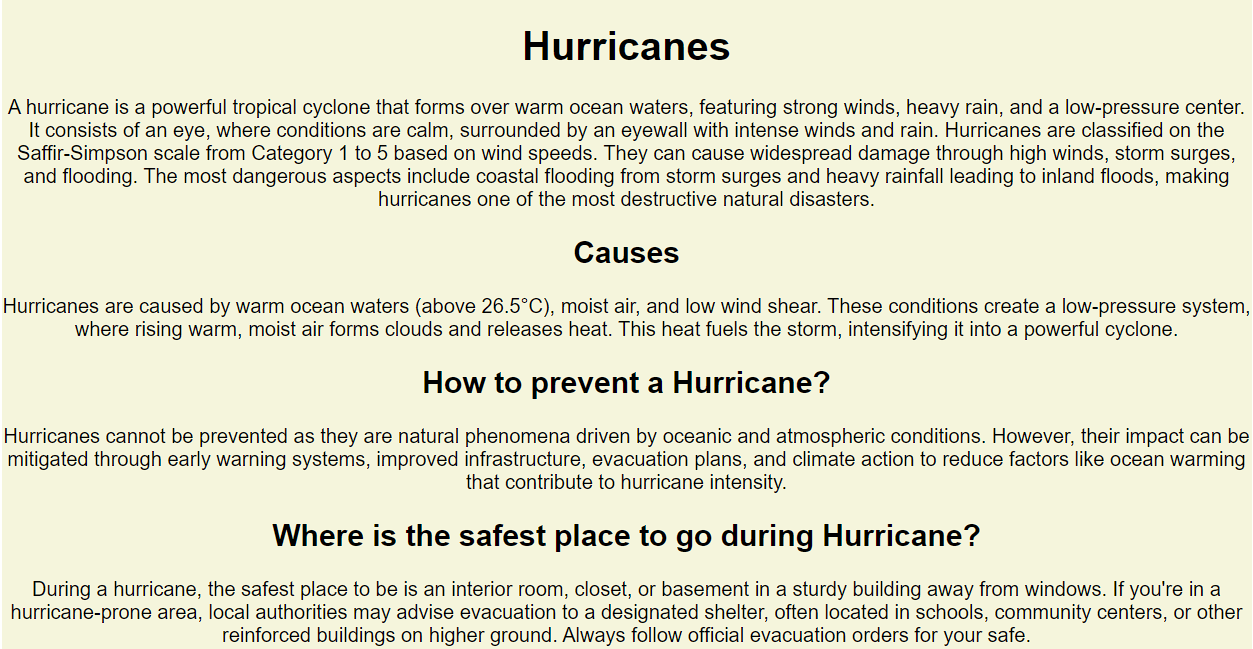 Hurricanes
A hurricane is a powerful tropical cyclone that forms over warm ocean waters, featuring strong winds, heavy rain, and a low-pressure center.
It consists of an eye, where conditions are calm, surrounded by an eyewall with intense winds and rain. Hurricanes are classified on the
Saffir-Simpson scale from Category 1 to 5 based on wind speeds. They can cause widespread damage through high winds, storm surges,
and flooding. The most dangerous aspects include coastal flooding from storm surges and heavy rainfall leading to inland floods, making
hurricanes one of the most destructive natural disasters.
Causes
Hurricanes are caused by warm ocean waters (above 26.5°C), moist air, and low wind shear. These conditions create a low-pressure system,
where rising warm, moist air forms clouds and releases heat. This heat fuels the storm, intensifying it into a powerful cyclone.
How to prevent a Hurricane?
Hurricanes cannot be prevented as they are natural phenomena driven by oceanic and atmospheric conditions. However, their impact can be
mitigated through early warning systems, improved infrastructure, evacuation plans, and climate action to reduce factors like ocean warming
that contribute to hurricane intensity.
Where is the safest place to go during Hurricane?
During a hurricane, the safest place to be is an interior room, closet, or basement in a sturdy building away from windows. If you're in a
hurricane-prone area, local authorities may advise evacuation to a designated shelter, often located in schools, community centers, or other
reinforced buildings on higher ground. Always follow official evacuation orders for your safe.